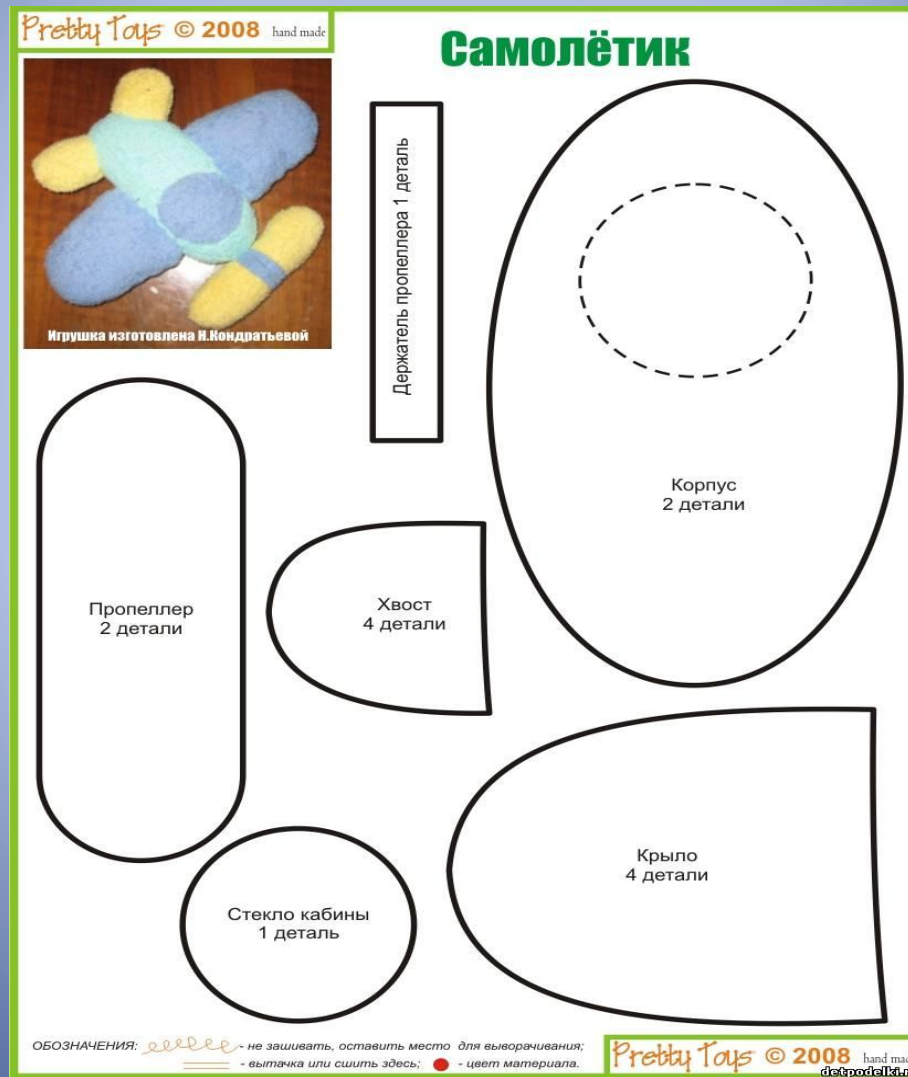 Pretty Toys © 2008 hand made
Самолётик
Игрушка изготовлена Н.Кондратьевой
Держатель пропеллера 1 деталь
Корпус
2 детали
Пропеллер
2 детали
Хвост
4 детали
Крыло
4 детали
Стекло кабины
1 деталь
ОБОЗНАЧЕНИЯ: - не зашивать, оставить место для выворачивания;
- вытачка или сшить здесь; - цвет материала.
Pretty Toys © 2008 hand mad
detpodelki.r